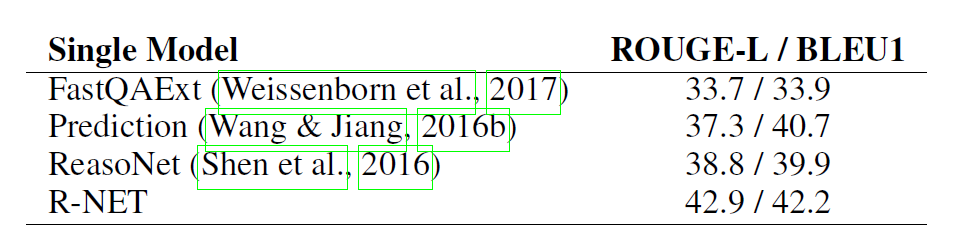 Single Model ROUGE-L / BLEU1
FastQAExt (Weissenborn et al., 2017) 33.7 / 33.9
Prediction (Wang & Jiang, 2016b) 37.3 / 40.7
ReasoNet (Shen et al., 2016) 38.8 / 39.9
R-NET 42.9 / 42.2